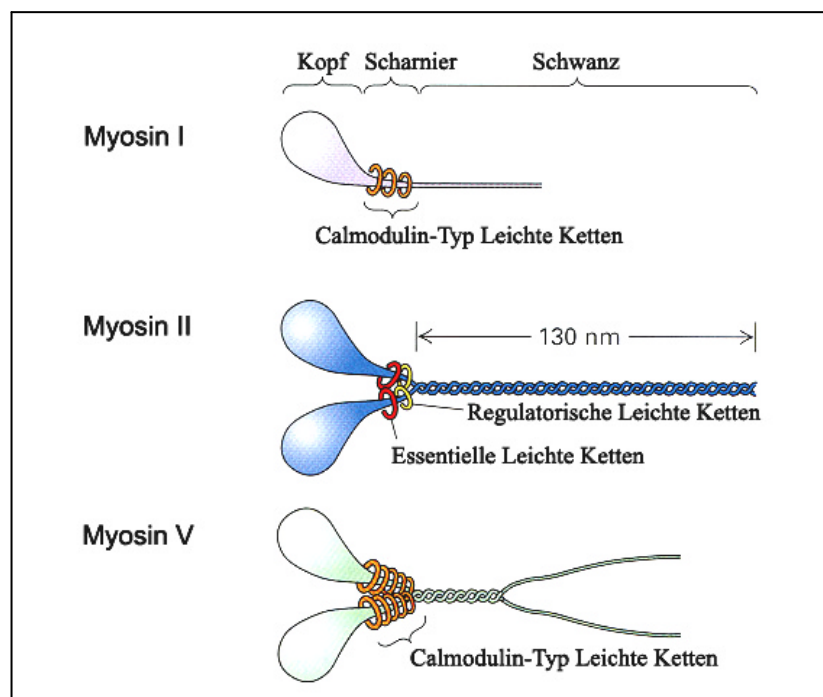 Kopf Scharnier Schwanz
Myosin I
Calmodulin-Typ Leichte Ketten
Myosin II
130 nm
Regulatorische Leichte Ketten
Essentielle Leichte Ketten
Myosin V
Calmodulin-Typ Leichte Ketten